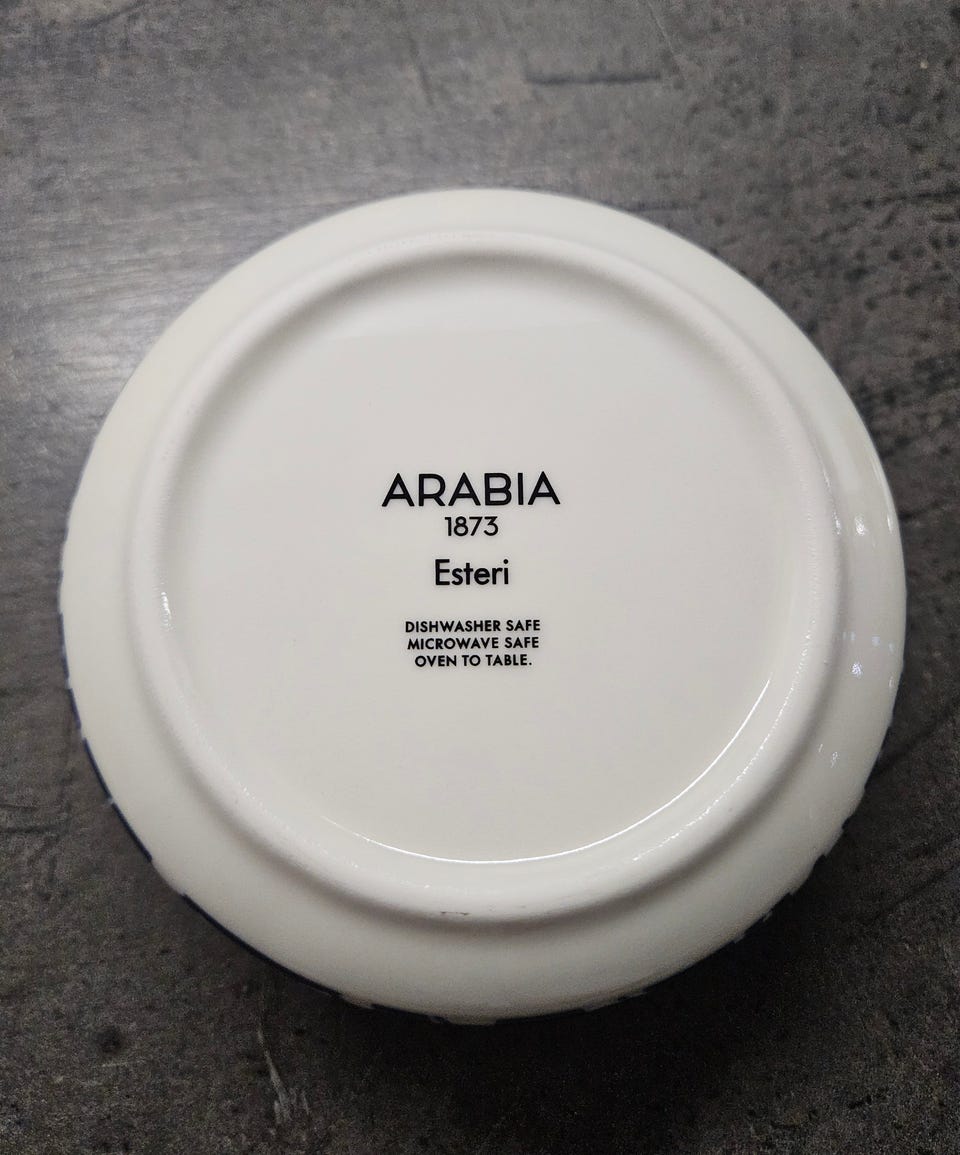 ARABIA
1873
Esteri
DISHWASHER SAFE
MICROWAVE SAFE
OVEN TO TABLE.